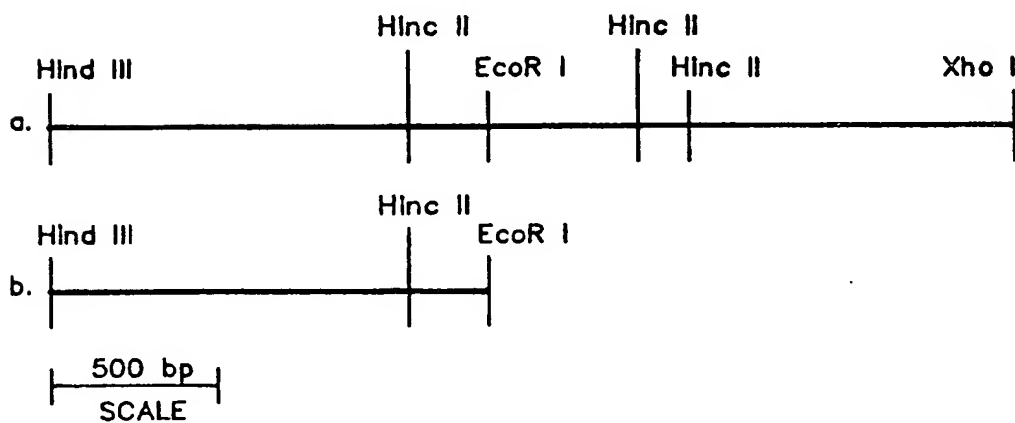 Hinc II Hinc II
Hind III EcoR I Hinc II Xho I
a.
Hinc II
Hind III EcoR I
b.
500 bp
SCALE